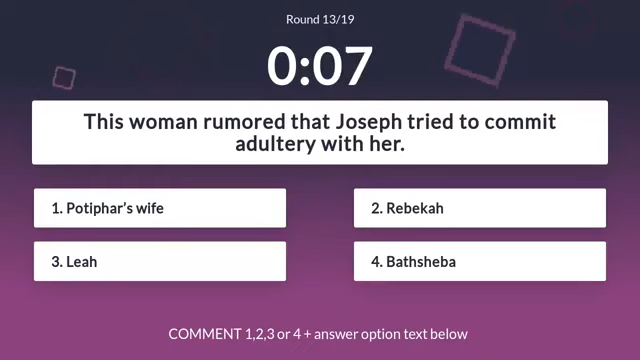 Round 13/19
0:07
This woman rumored that Joseph tried to commit
adultery with her.
1. Potiphar's wife
2. Rebekah
3. Leah
4. Bathsheba
COMMENT 1,2,3 or 4 + answer option text below